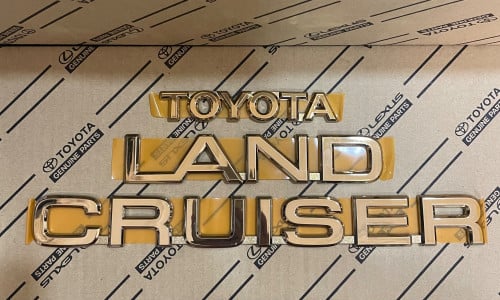 TOYOTA
LAND
CRUISER
TOYOTA
GENUINE PARTS
LEXUS
GENUINE PARTS